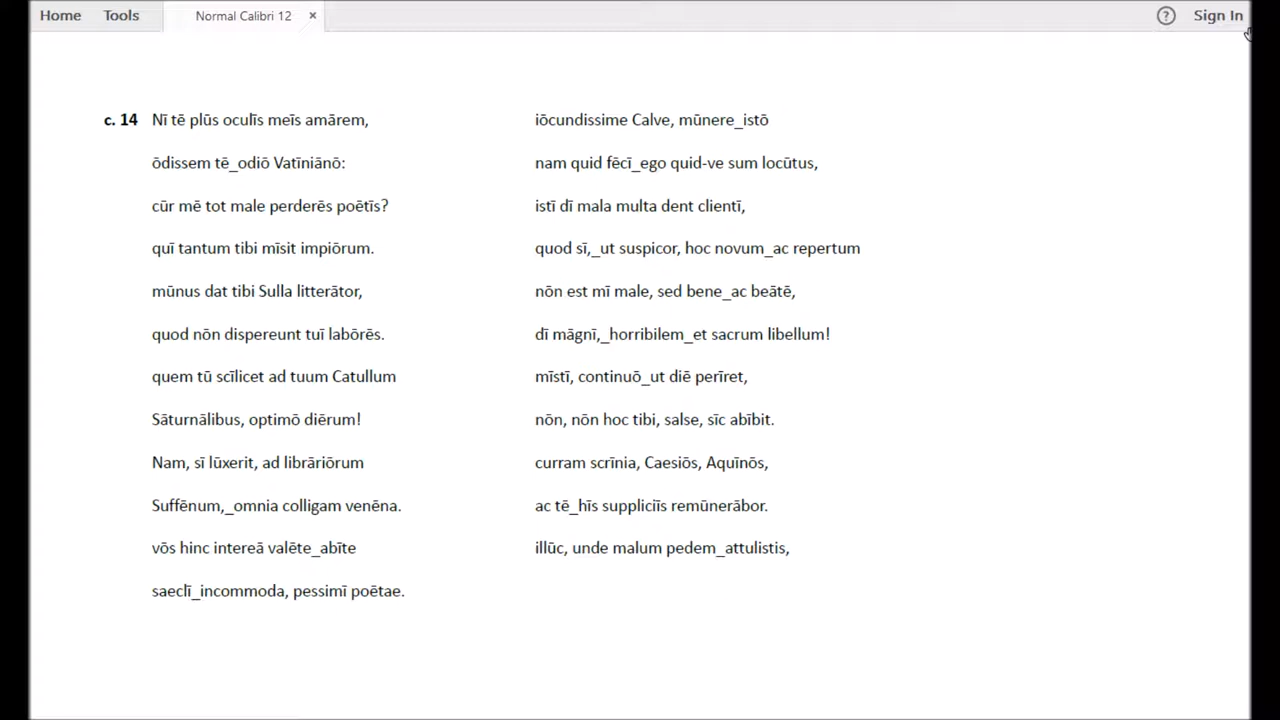 Home Tools Normal Calibri 12 × ? Sign In
c. 14 Nī tē plūs oculīs meīs amārem, iōcundissime Calve, mūnere_istō
ōdissem tē_odiō Vatīniānō: nam quid fēcī_ego quid-ve sum locūtus,
cūr mē tot male perderēs poētīs? istī dī mala multa dent clientī,
quī tantum tibi mīsit impiōrum. quod sī,_ut suspicor, hoc novum_ac repertum
mūnus dat tibi Sulla litterātor, nōn est mī male, sed bene_ac beātē,
quod nōn dispereunt tuī labōrēs. dī māgnī,_horribilem_et sacrum libellum!
quem tū scīlicet ad tuum Catullum mīstī, continuō_ut diē perīret,
Sāturnālibus, optimō diērum! nōn, nōn hoc tibi, salse, sīc abībit.
Nam, sī lūxerit, ad librāriōrum curram scrīnia, Caesiōs, Aquīnōs,
Suffēnum,_omnia colligam venēna. ac tē_hīs suppliciīs remūnerābor.
vōs hinc intereā valēte_abīte illūc, unde malum pedem_attulistis,
saeclī_incommoda, pessimī poētae.